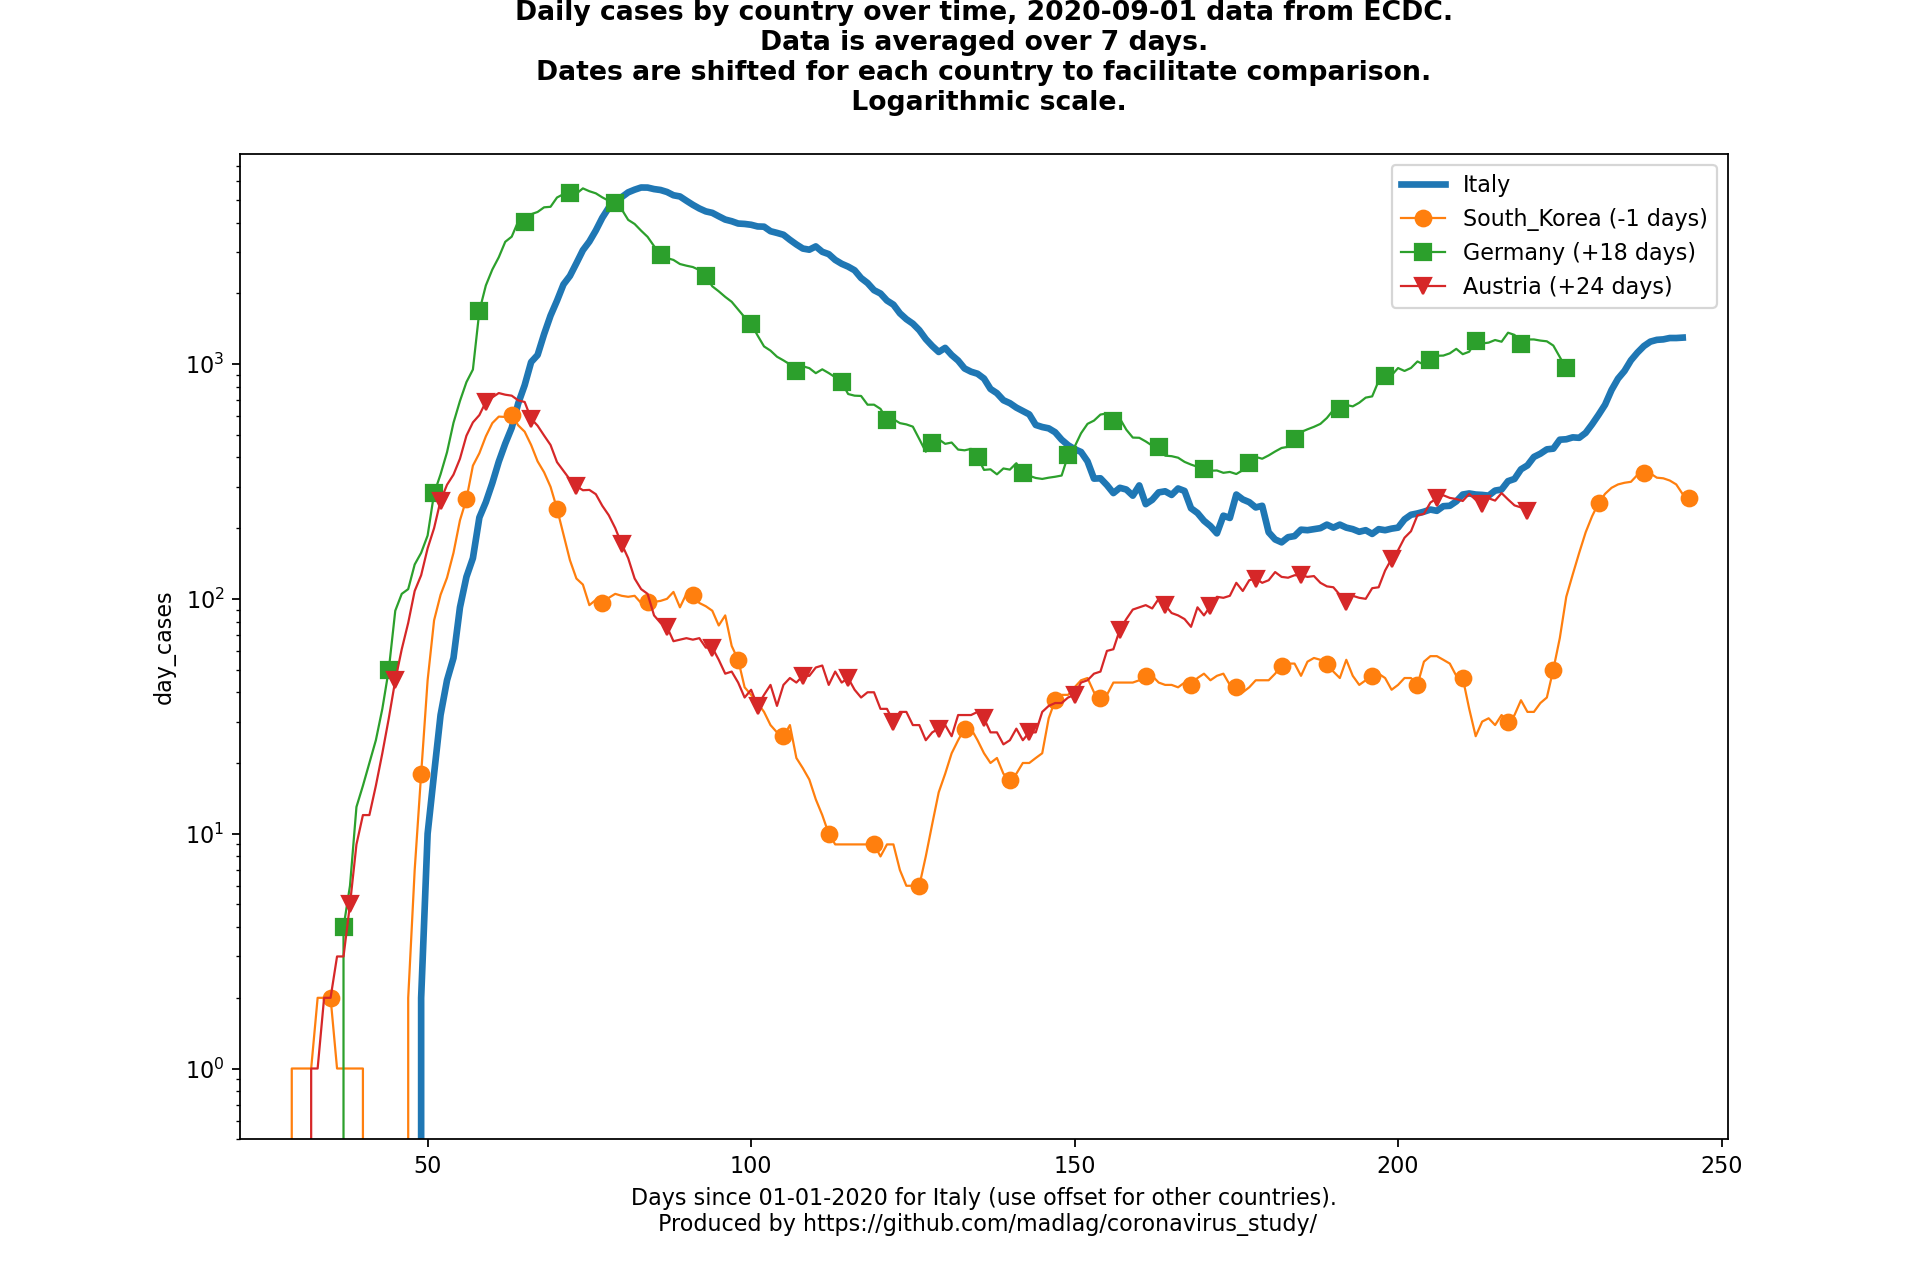 Daily cases by country over time, 2020-09-01 data from ECDC.
Data is averaged over 7 days.
Dates are shifted for each country to facilitate comparison.
Logarithmic scale.
Italy
South_Korea (-1 days)
Germany (+18 days)
Austria (+24 days)
day_cases
10³
10²
10¹
10⁰
50
100
150
200
250
Days since 01-01-2020 for Italy (use offset for other countries).
Produced by https://github.com/madlag/coronavirus_study/